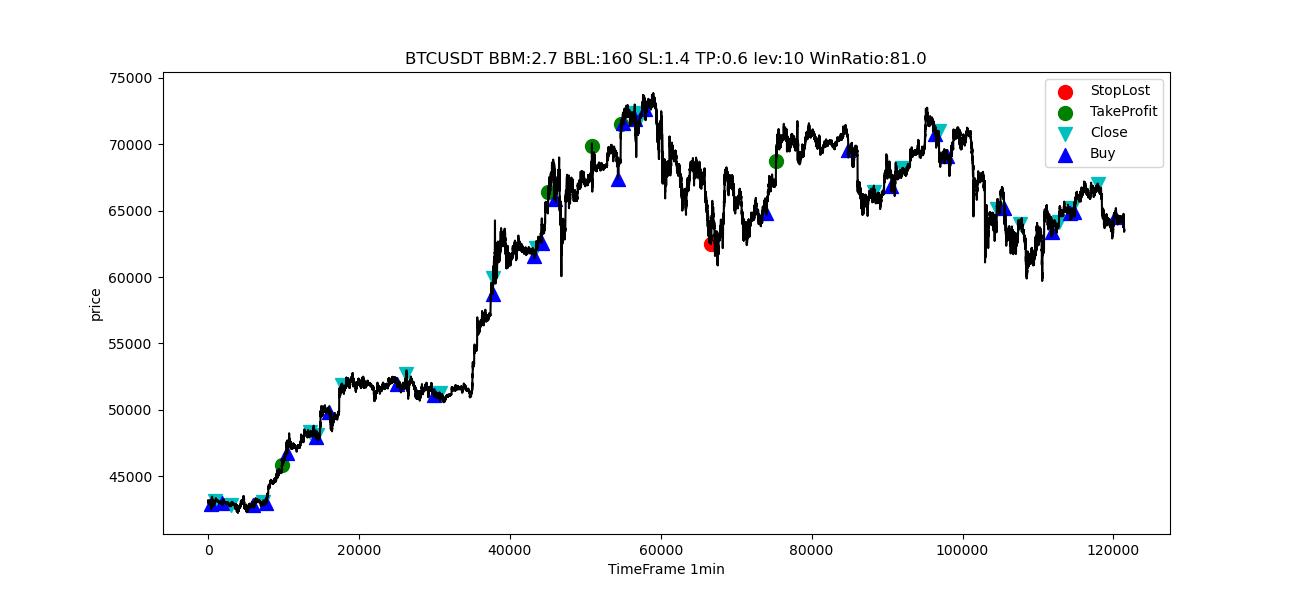 BTCUSDT BBM:2.7 BBL:160 SL:1.4 TP:0.6 lev:10 WinRatio:81.0
75000
70000
65000
60000
55000
50000
45000
price
StopLost
TakeProfit
Close
Buy
0 20000 40000 60000 80000 100000 120000
TimeFrame 1min